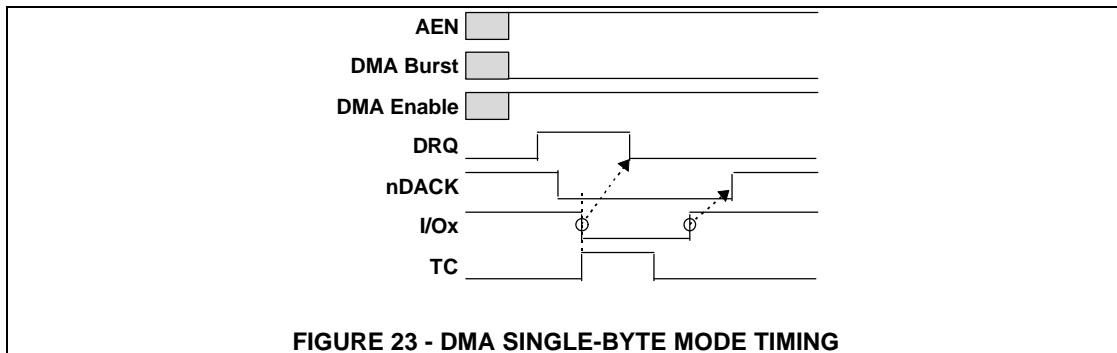 AEN
DMA Burst
DMA Enable
DRQ
nDACK
I/Ox
TC
FIGURE 23 - DMA SINGLE-BYTE MODE TIMING